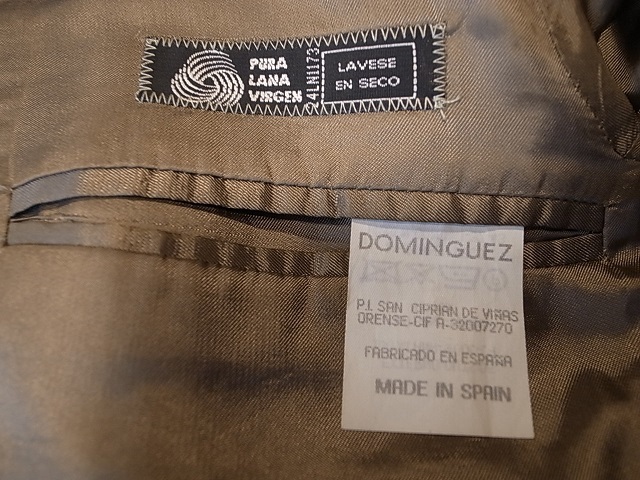 PURA
LANA
VIRGEN
24LN1173
LAVESE
EN SECO
DOMINGUEZ
P.I. SAN CIPRIAN DE VIÑAS
ORENSE-CIF A-32007270
FABRICADO EN ESPAÑA
MADE IN SPAIN